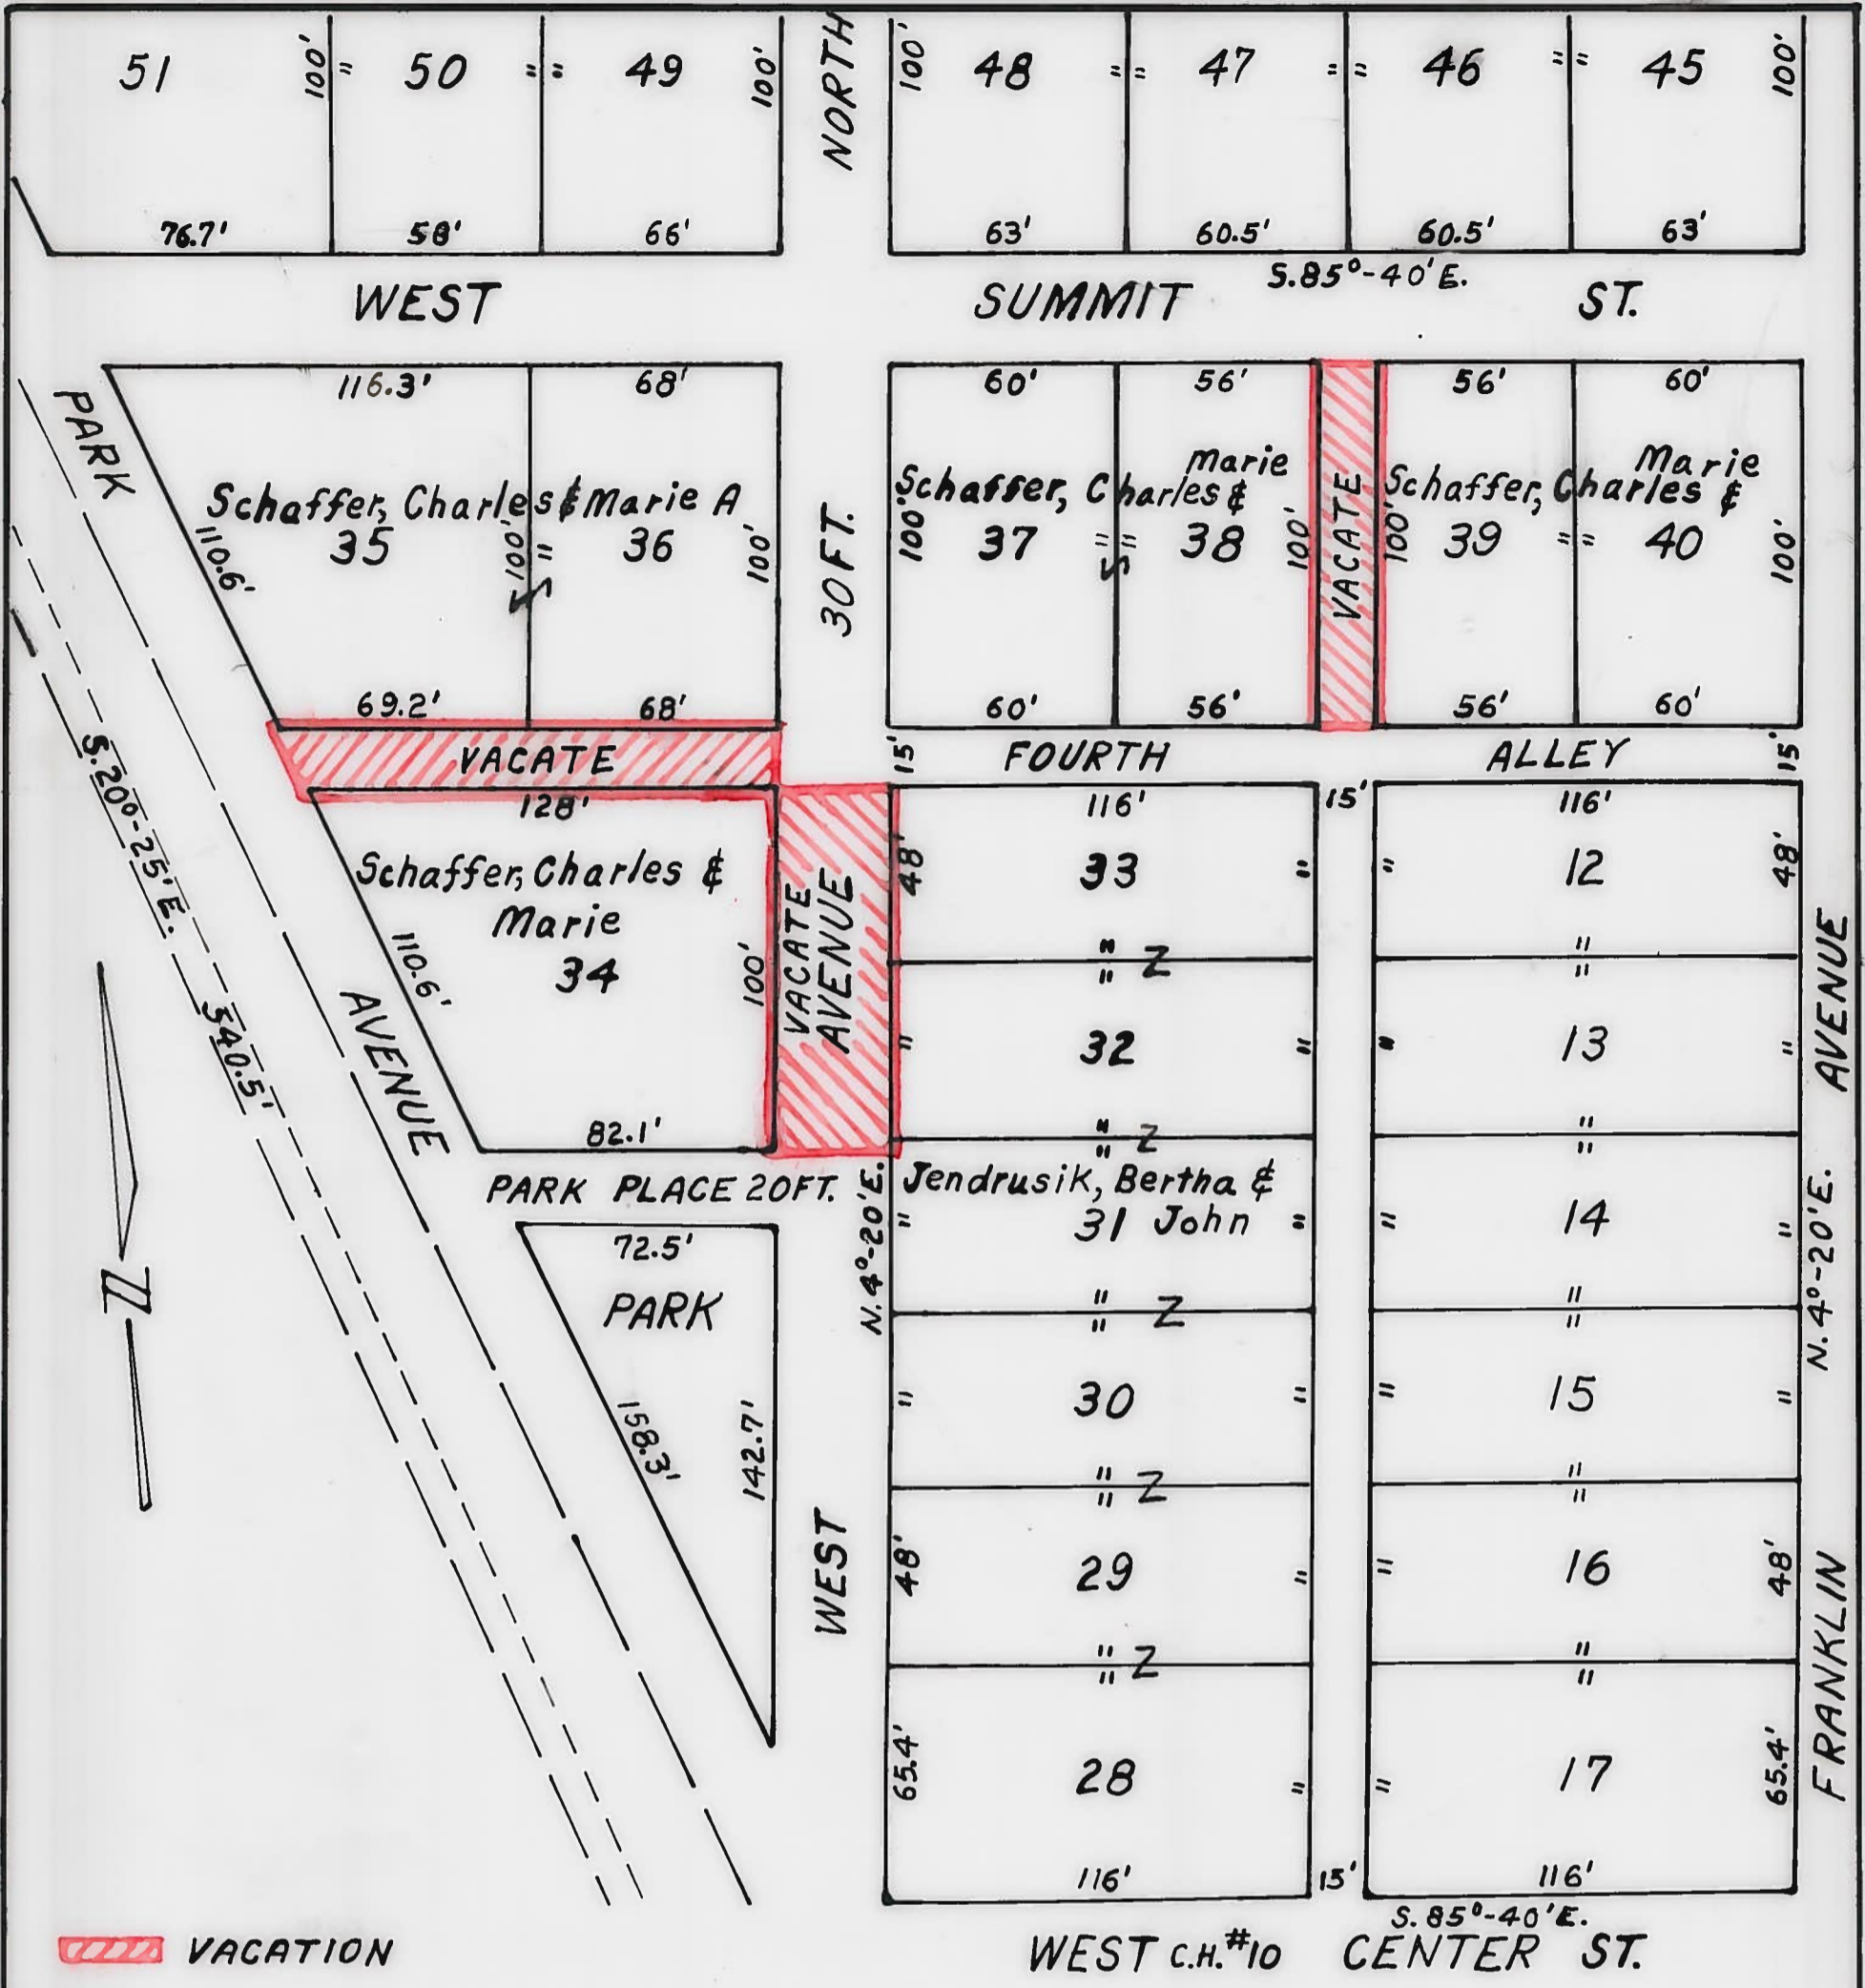 51 100' = 50 = = 49 100' NORTH 100' 48 = = 47 = = 46 = = 45 100'
76.7' 58' 66' 63' 60.5' 60.5' 63'
S.85°-40'E.
WEST SUMMIT ST.
116.3' 68' 60' 56' 56' 60'
PARK
Schaffer, Charles & Marie A
35 36
110.6' 100' = 100'
30 FT.
marie
Schaffer, Charles &
100' 37 = = 38 100'
VACATE
Marie
Schaffer, Charles &
100' 39 = = 40 100'
69.2' 68' 60' 56' 56' 60'
VACATE
15' FOURTH ALLEY 15'
128' 116' 15' 116'
Schaffer, Charles &
Marie
34
110.6' 100'
VACATE
AVENUE
48' 33 " " 12 48'
" Z "
" "
S.20°-25'E. 540.5'
AVENUE
" 32 " " 13 "
" Z "
" "
82.1'
PARK PLACE 20FT.
N.4°-20'E.
Jendrusik, Bertha &
" 31 John " " 14 "
" Z "
" "
72.5'
PARK
158.3' 142.7'
AVENUE
N.4°-20'E.
Z
" 30 " = 15 "
" Z "
" "
WEST
48' 29 " = 16 48'
" Z "
" "
65.4' 28 " = 17 65.4'
FRANKLIN
116' 15' 116'
S.85°-40'E.
VACATION
WEST C.H.#10 CENTER ST.